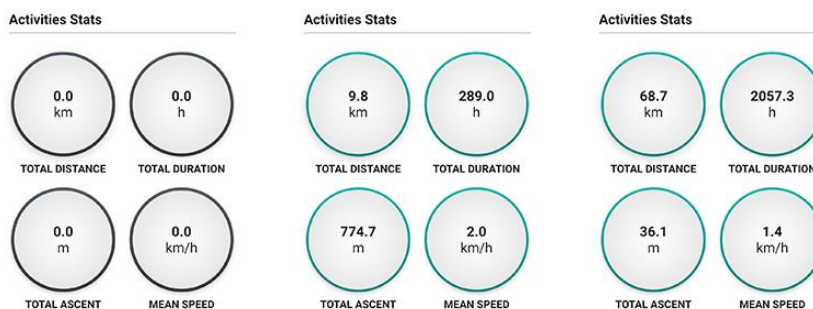 Activities Stats
0.0
km
0.0
h
TOTAL DISTANCE
TOTAL DURATION
0.0
m
0.0
km/h
TOTAL ASCENT
MEAN SPEED
Activities Stats
9.8
km
289.0
h
TOTAL DISTANCE
TOTAL DURATION
774.7
m
2.0
km/h
TOTAL ASCENT
MEAN SPEED
Activities Stats
68.7
km
2057.3
h
TOTAL DISTANCE
TOTAL DURATION
36.1
m
1.4
km/h
TOTAL ASCENT
MEAN SPEED